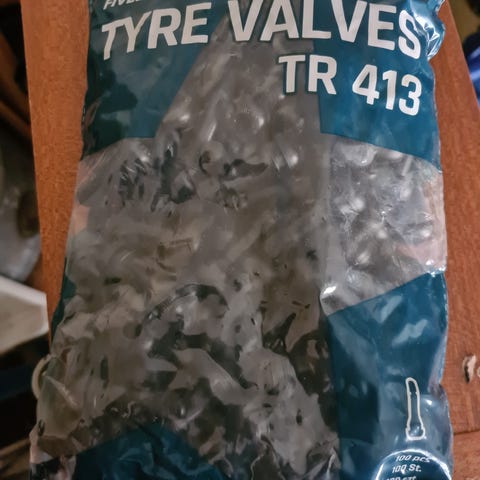 TYRE VALVES
TR 413
100 pcs
100 St.